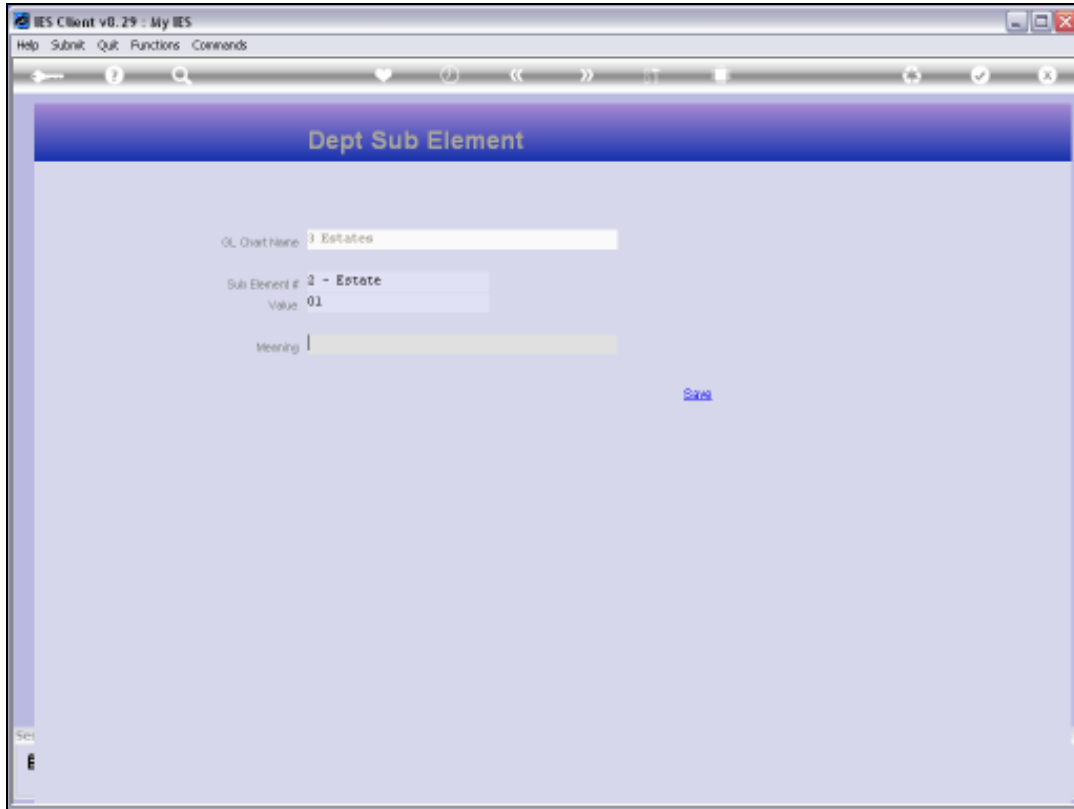 IES Client v8.29 : My IES
Help Submit Quit Functions Commands
Dept Sub Element
GL Chart Name 3 Estates
Sub Element # 2 - Estate
Value 01
Meaning
Save